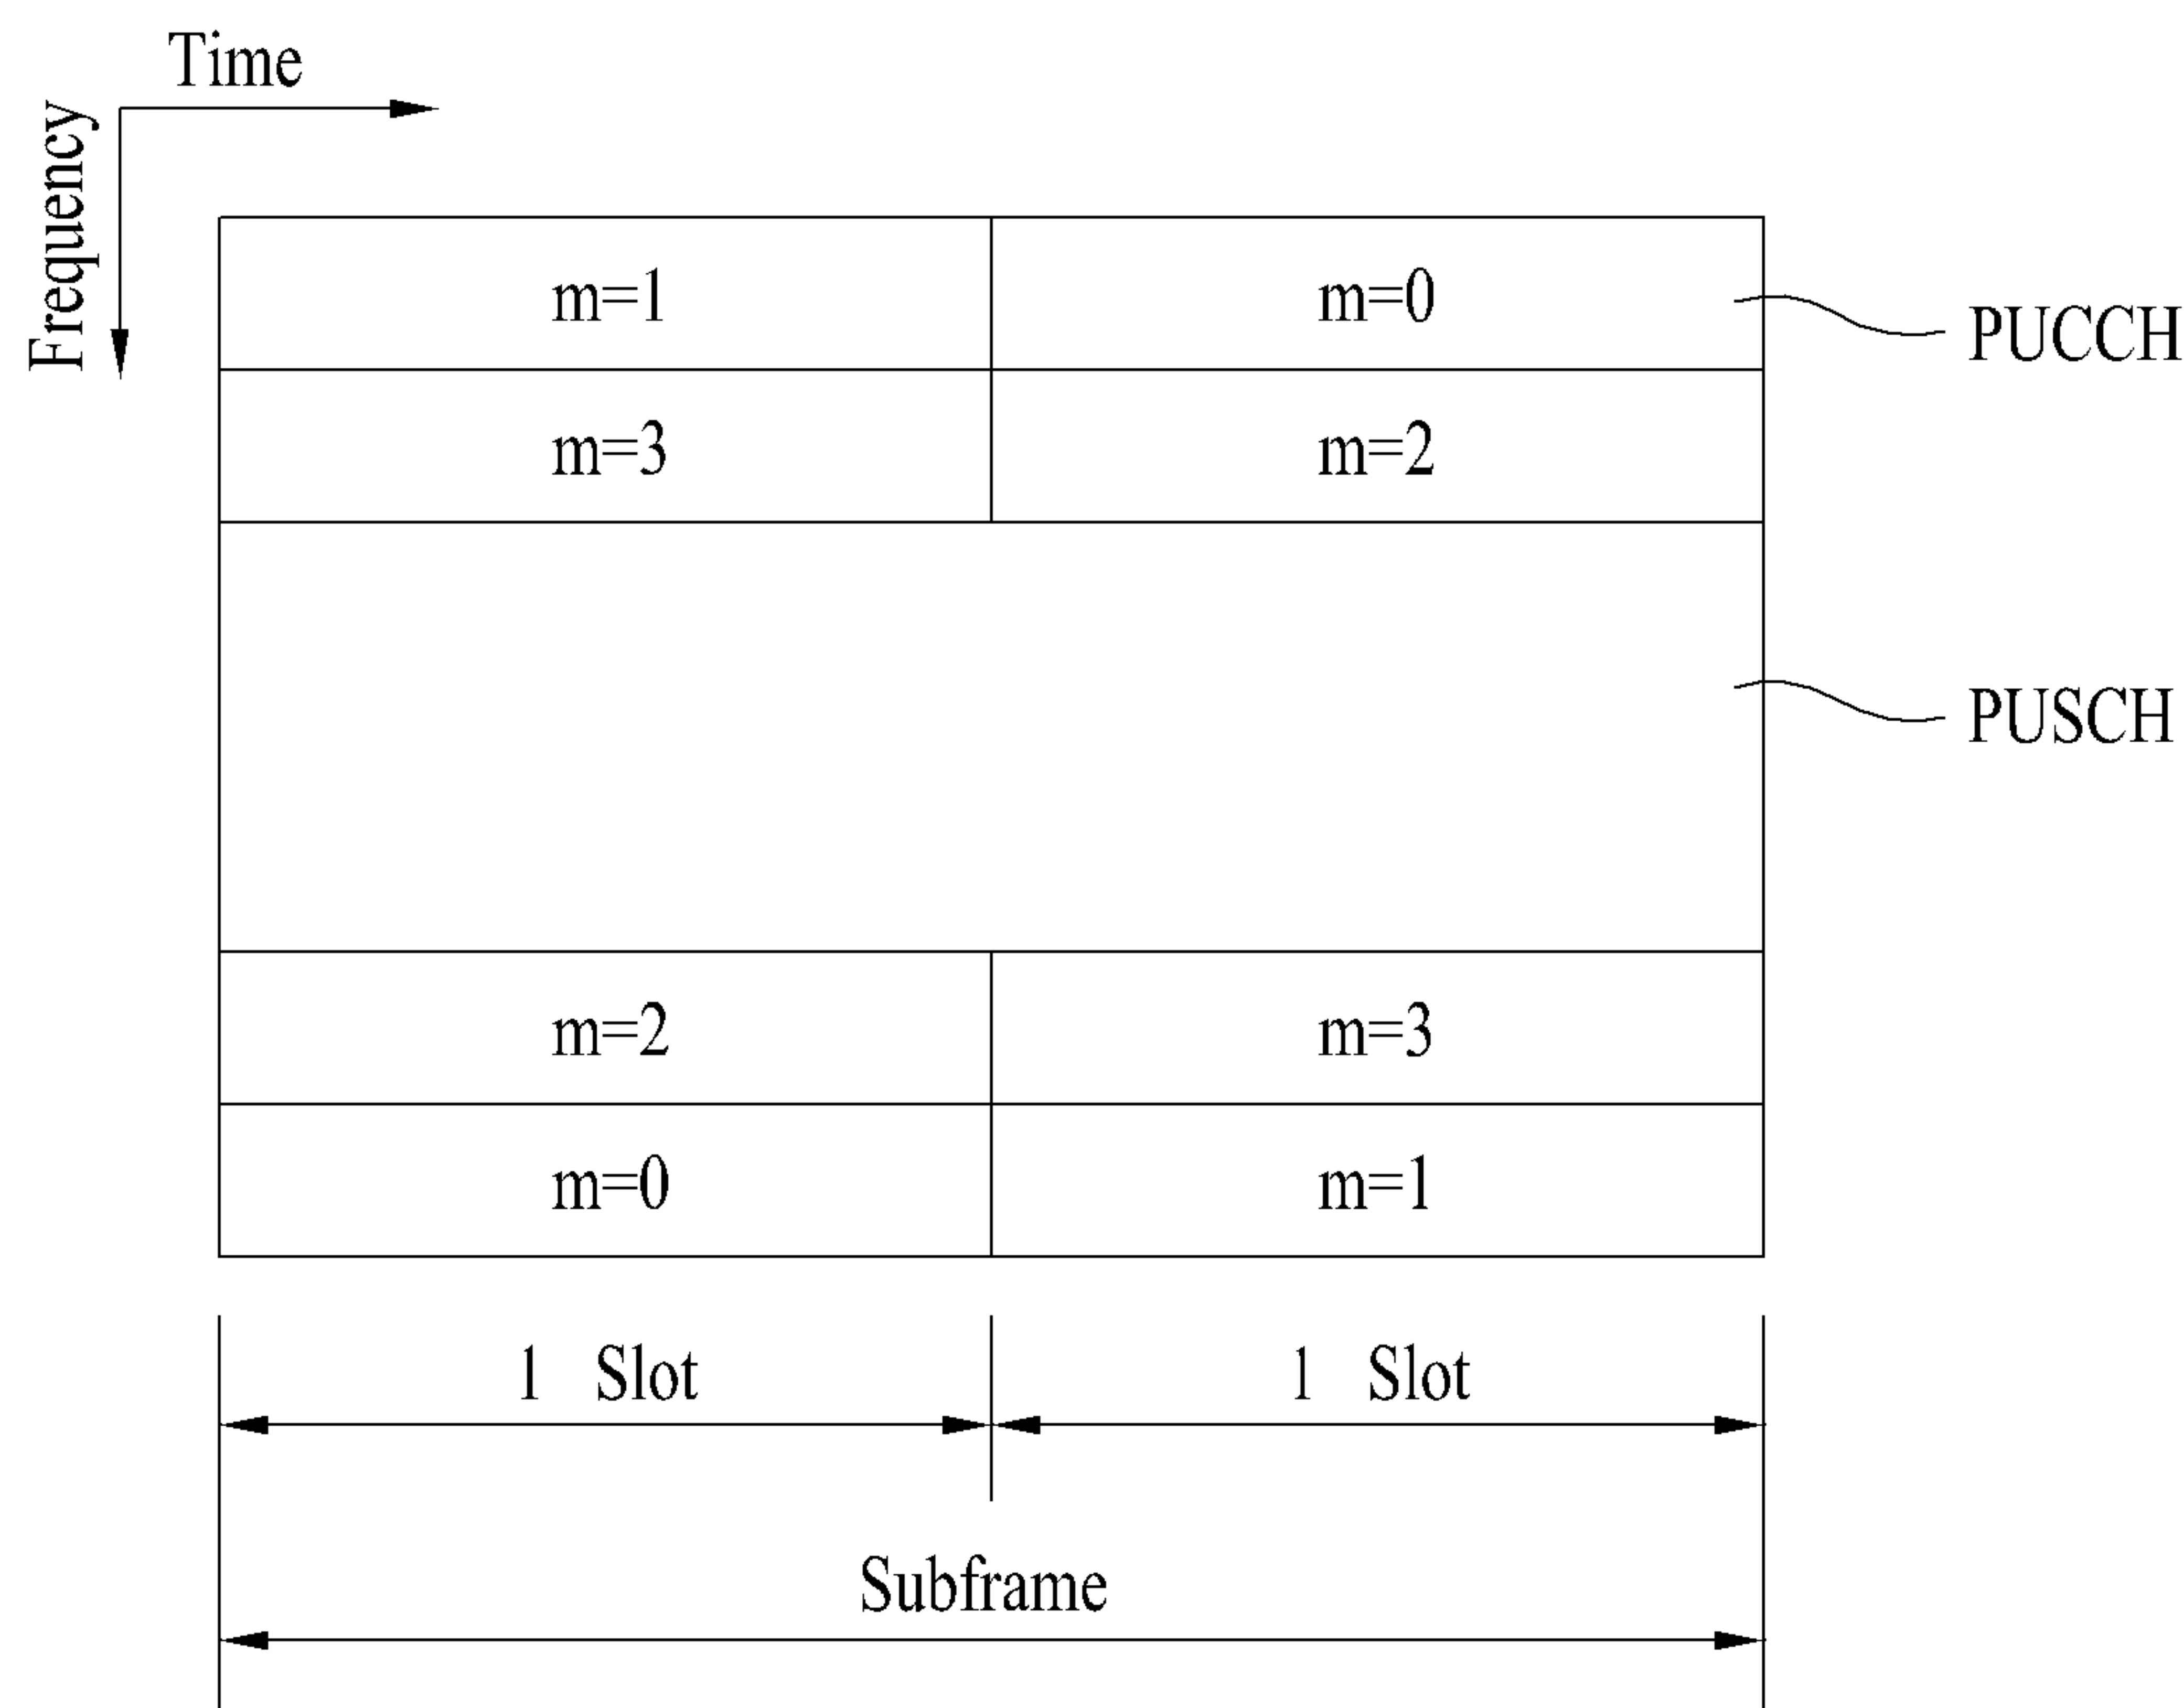 Time
Frequency
m=1 m=0
PUCCH
m=3 m=2
PUSCH
m=2 m=3
m=0 m=1
1 Slot 1 Slot
Subframe